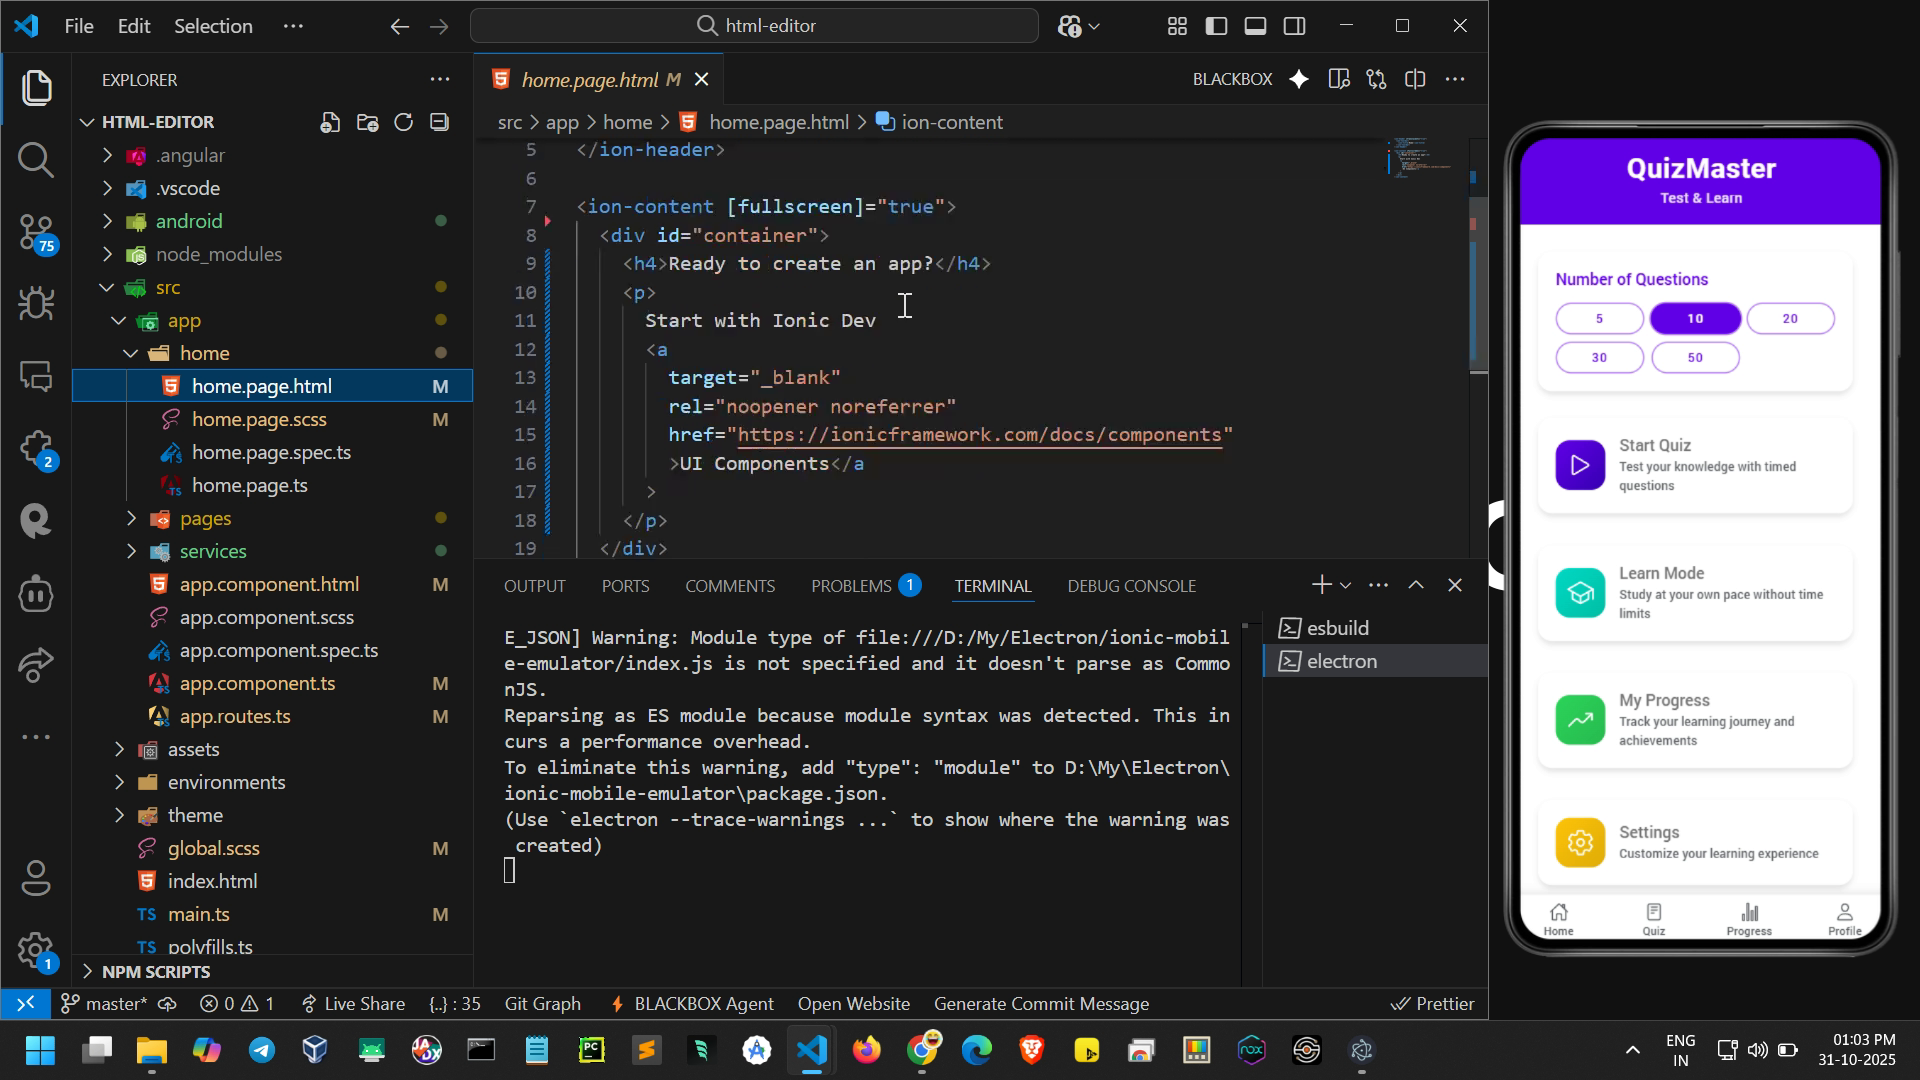 File Edit Selection ··· html-editor
EXPLORER ···
HTML-EDITOR
.angular
.vscode
android
node_modules
src
app
home
home.page.html M
home.page.scss M
home.page.spec.ts
home.page.ts
pages
services
app.component.html M
app.component.scss
app.component.spec.ts
app.component.ts M
app.routes.ts M
assets
environments
theme
global.scss M
index.html
TS main.ts M
TS polyfills.ts
NPM SCRIPTS
75
2
1
home.page.html M
BLACKBOX
src > app > home > home.page.html > ion-content
5 </ion-header>
6
7 <ion-content [fullscreen]="true">
8 <div id="container">
9 <h4>Ready to create an app?</h4>
10 <p>
11 Start with Ionic Dev
12 <a
13 target="_blank"
14 rel="noopener noreferrer"
15 href="https://ionicframework.com/docs/components"
16 >UI Components</a
17 >
18 </p>
19 </div>
OUTPUT PORTS COMMENTS PROBLEMS 1 TERMINAL DEBUG CONSOLE
E_JSON] Warning: Module type of file:///D:/My/Electron/ionic-mobil
e-emulator/index.js is not specified and it doesn't parse as Commo
nJS.
Reparsing as ES module because module syntax was detected. This in
curs a performance overhead.
To eliminate this warning, add "type": "module" to D:\My\Electron\
ionic-mobile-emulator\package.json.
(Use `electron --trace-warnings ...` to show where the warning was
created)
esbuild
electron
master* 0 1 Live Share {..} : 35 Git Graph BLACKBOX Agent Open Website Generate Commit Message Prettier
QuizMaster
Test & Learn
Number of Questions
5 10 20
30 50
Start Quiz
Test your knowledge with timed
questions
Learn Mode
Study at your own pace without time
limits
My Progress
Track your learning journey and
achievements
Settings
Customize your learning experience
Home Quiz Progress Profile
ENG
IN
01:03 PM
31-10-2025